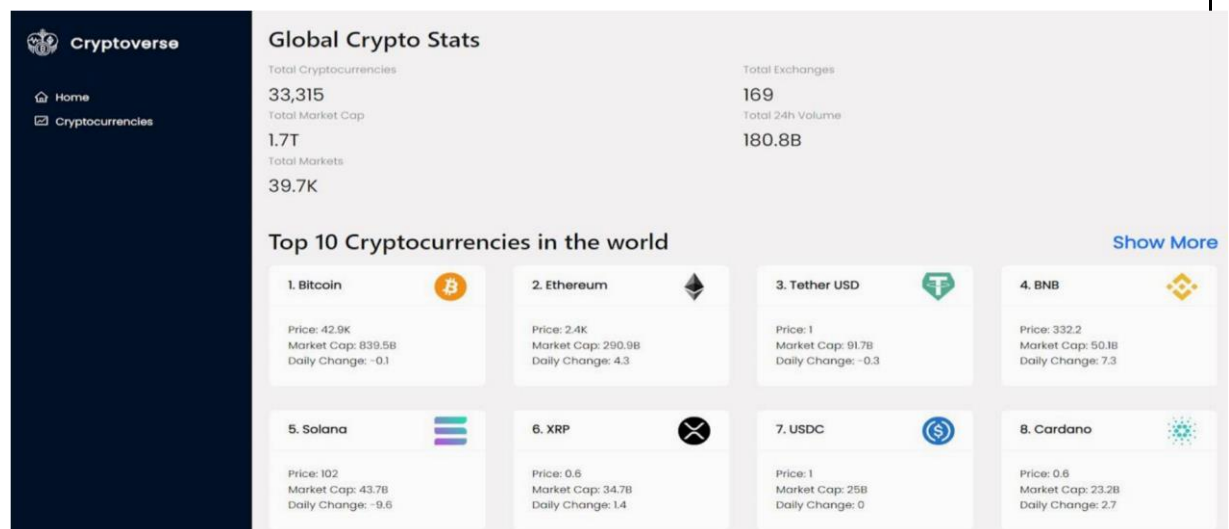 Cryptoverse
Home
Cryptocurrencies
Global Crypto Stats
Total Cryptocurrencies
33,315
Total Exchanges
169
Total Market Cap
1.7T
Total 24h Volume
180.8B
Total Markets
39.7K
Top 10 Cryptocurrencies in the world
Show More
1. Bitcoin
Price: 42.9K
Market Cap: 839.5B
Daily Change: -0.1
2. Ethereum
Price: 2.4K
Market Cap: 290.9B
Daily Change: 4.3
3. Tether USD
Price: 1
Market Cap: 91.7B
Daily Change: -0.3
4. BNB
Price: 332.2
Market Cap: 50.1B
Daily Change: 7.3
5. Solana
Price: 102
Market Cap: 43.7B
Daily Change: -9.6
6. XRP
Price: 0.6
Market Cap: 34.7B
Daily Change: 1.4
7. USDC
Price: 1
Market Cap: 25B
Daily Change: 0
8. Cardano
Price: 0.6
Market Cap: 23.2B
Daily Change: 2.7